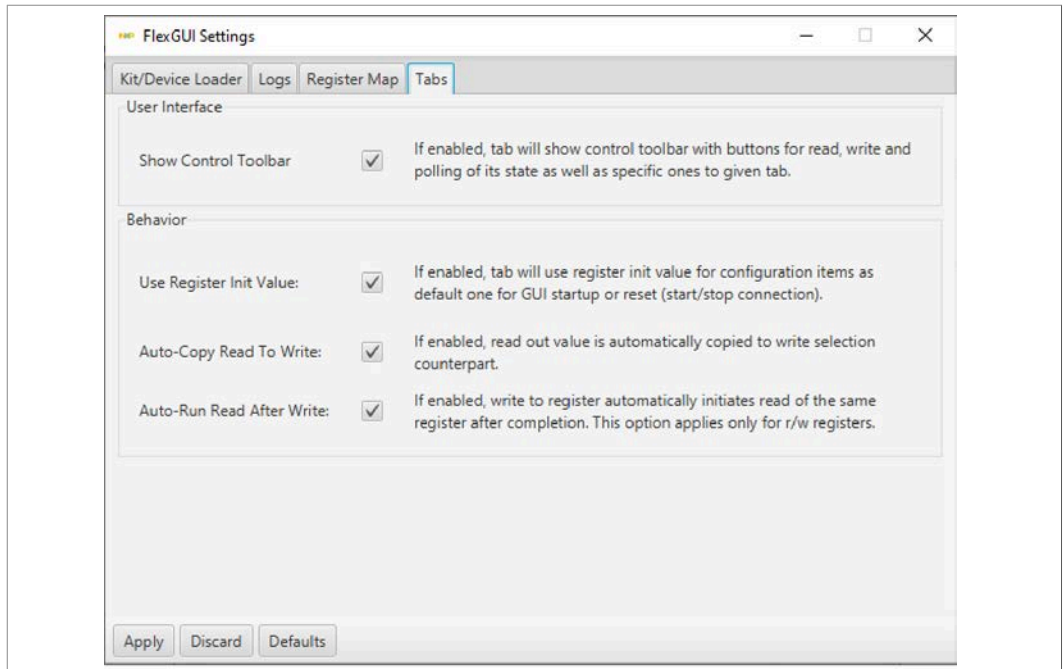 FlexGUI Settings
Kit/Device Loader Logs Register Map Tabs
User Interface
Show Control Toolbar
If enabled, tab will show control toolbar with buttons for read, write and
polling of its state as well as specific ones to given tab.
Behavior
Use Register Init Value:
If enabled, tab will use register init value for configuration items as
default one for GUI startup or reset (start/stop connection).
Auto-Copy Read To Write:
If enabled, read out value is automatically copied to write selection
counterpart.
Auto-Run Read After Write:
If enabled, write to register automatically initiates read of the same
register after completion. This option applies only for r/w registers.
Apply Discard Defaults